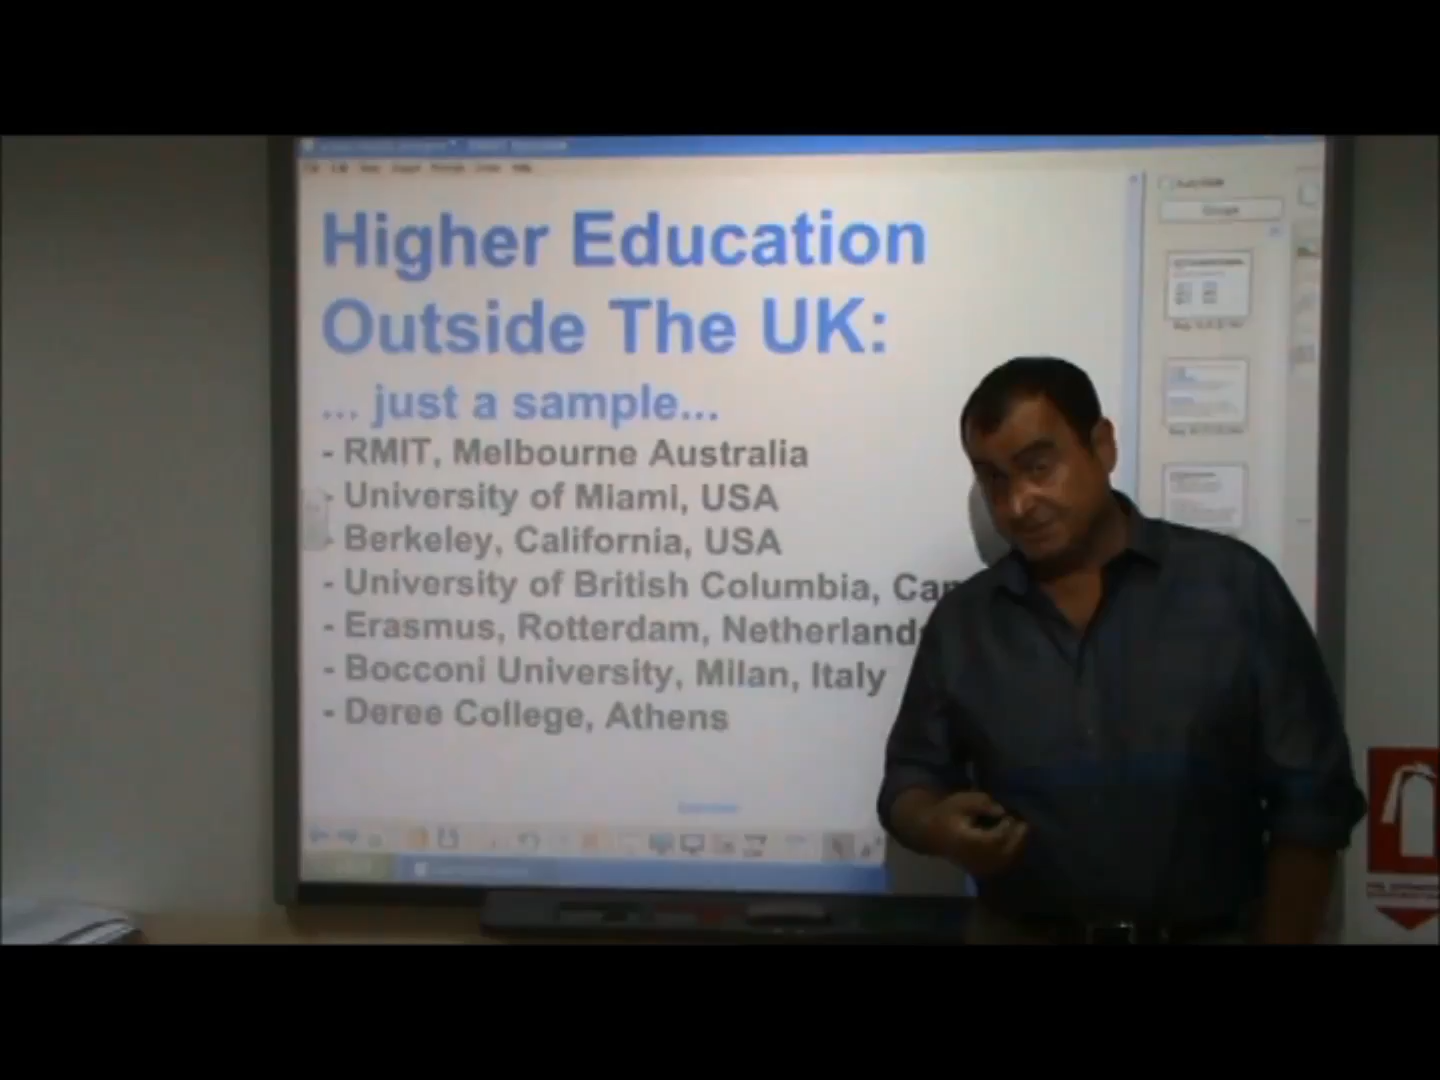 Higher Education
Outside The UK:
... just a sample...
- RMIT, Melbourne Australia
- University of Miami, USA
- Berkeley, California, USA
- University of British Columbia,
- Erasmus, Rotterdam, Netherlands
- Bocconi University, Milan, Italy
- Deree College, Athens